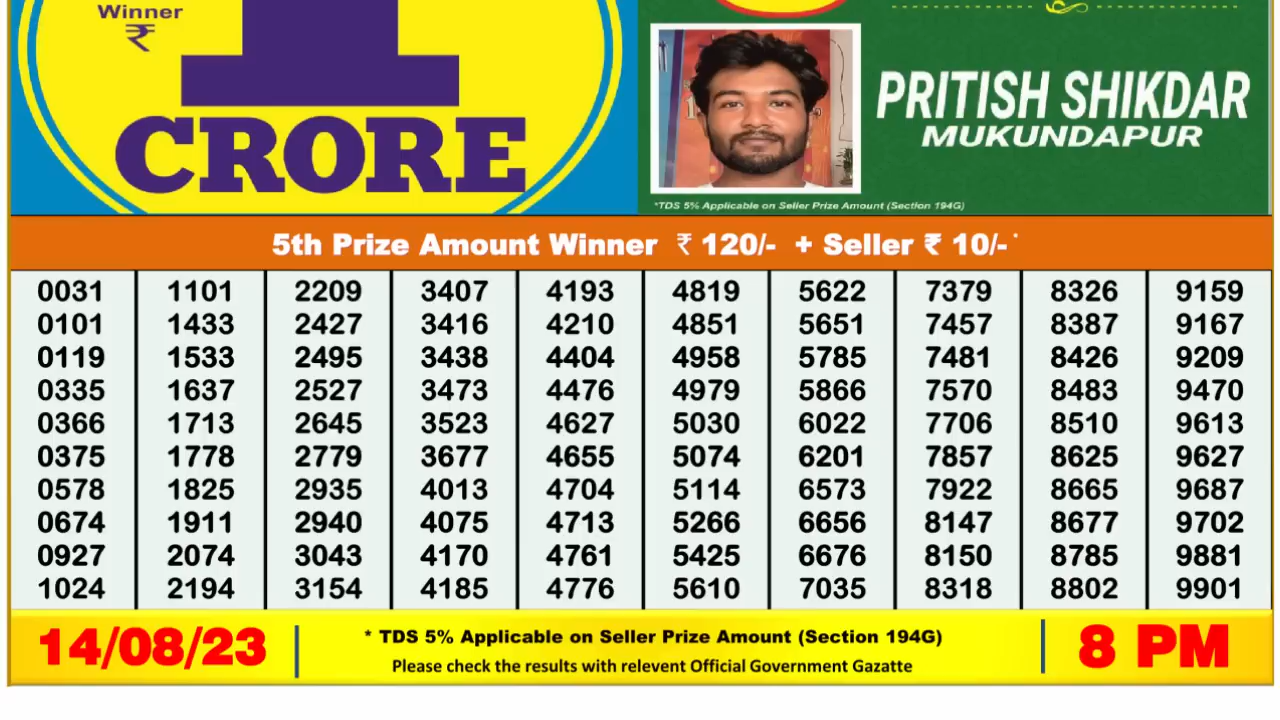 Winner
₹
1
CRORE
PRITISH SHIKDAR
MUKUNDAPUR
*TDS 5% Applicable on Seller Prize Amount (Section 194G)
5th Prize Amount Winner ₹ 120/- + Seller ₹ 10/- *
0031 1101 2209 3407 4193 4819 5622 7379 8326 9159
0101 1433 2427 3416 4210 4851 5651 7457 8387 9167
0119 1533 2495 3438 4404 4958 5785 7481 8426 9209
0335 1637 2527 3473 4476 4979 5866 7570 8483 9470
0366 1713 2645 3523 4627 5030 6022 7706 8510 9613
0375 1778 2779 3677 4655 5074 6201 7857 8625 9627
0578 1825 2935 4013 4704 5114 6573 7922 8665 9687
0674 1911 2940 4075 4713 5266 6656 8147 8677 9702
0927 2074 3043 4170 4761 5425 6676 8150 8785 9881
1024 2194 3154 4185 4776 5610 7035 8318 8802 9901
14/08/23
* TDS 5% Applicable on Seller Prize Amount (Section 194G)
Please check the results with relevent Official Government Gazatte
8 PM